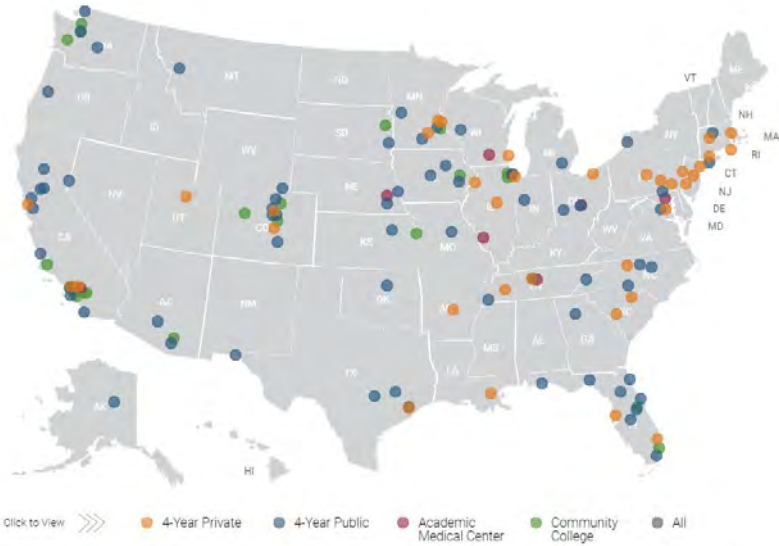 VT
ME
MT
ND
MN
NH
OR
ID
SD
WI
NY
MA
WY
MI
RI
CT
NE
NJ
NV
UT
IN
DE
CA
CO
KS
MO
WV
VA
MD
KY
NC
AZ
NM
OK
SC
MS
AL
GA
TX
LA
AK
HI
Click to View
4-Year Private
4-Year Public
Academic
Medical Center
Community
College
All